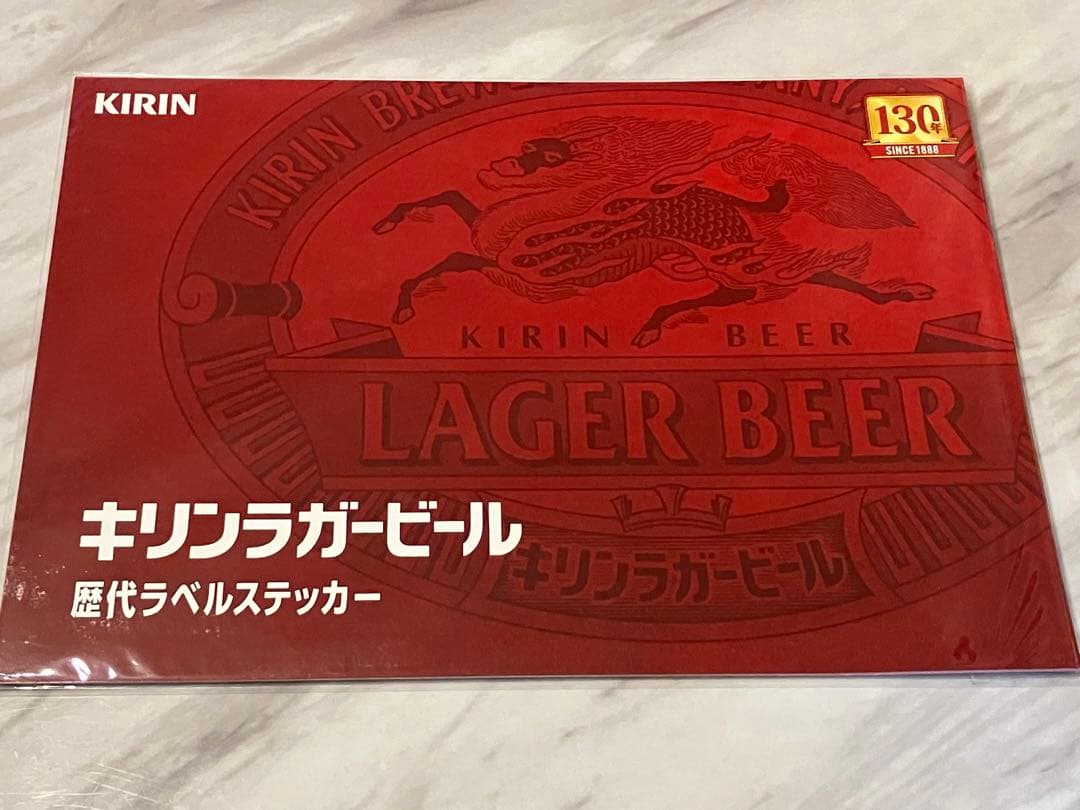 KIRIN
130年
SINCE 1888
KIRIN BREWERY COMPANY
KIRIN BEER
LAGER BEER
キリンラガービール
キリンラガービール
歴代ラベルステッカー